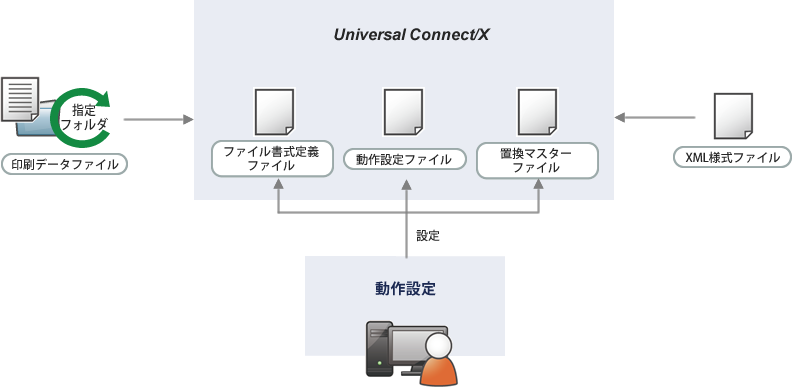 Universal Connect/X
指定
フォルダ
印刷データファイル
ファイル書式定義
ファイル
動作設定ファイル
置換マスター
ファイル
XML様式ファイル
設定
動作設定